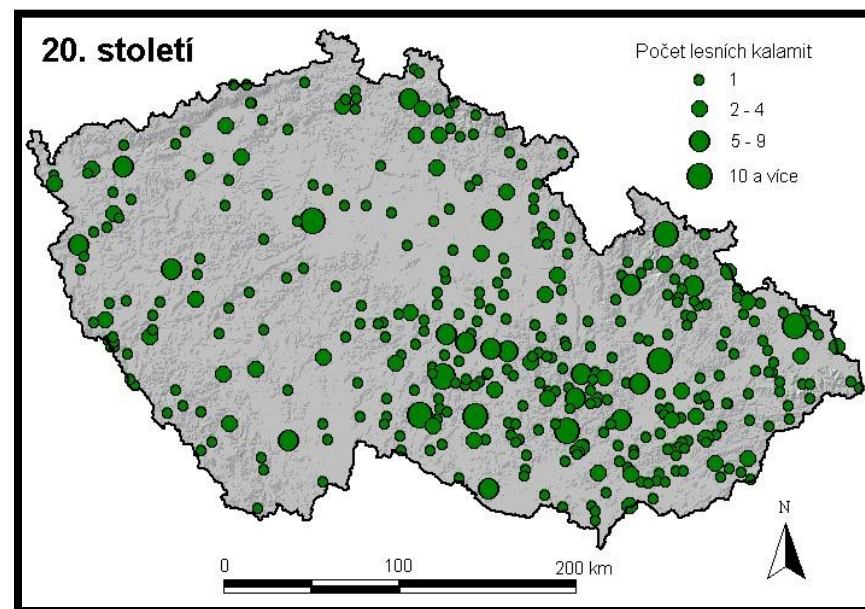 20. století
Počet lesních kalamit
1
2 - 4
5 - 9
10 a více
N
0 100 200 km